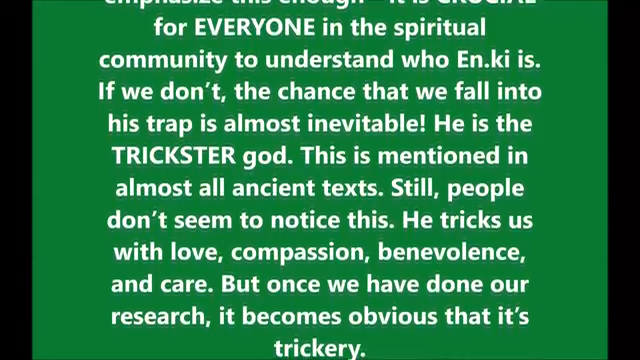 emphasize this enough - it is CRUCIAL
for EVERYONE in the spiritual
community to understand who En.ki is.
If we don't, the chance that we fall into
his trap is almost inevitable! He is the
TRICKSTER god. This is mentioned in
almost all ancient texts. Still, people
don't seem to notice this. He tricks us
with love, compassion, benevolence,
and care. But once we have done our
research, it becomes obvious that it's
trickery.